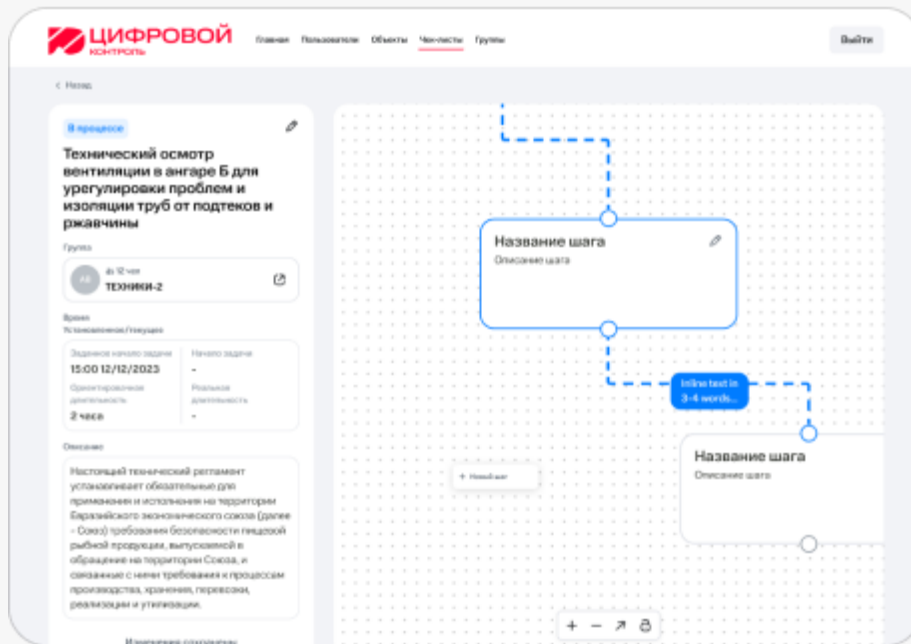 ЦИФРОВОЙ
КОНТРОЛЬ
Главная Пользователи Объекты Чек-листы Группы
Выйти
Назад
В процессе
Технический осмотр
вентиляции в ангаре Б для
урегулировки проблем и
изоляции труб от подтеков и
ржавчины
Группа
12 чел
ТЕХНИКИ-2
Время
Установленное/текущее
Заданное начало задачи Начало задачи
15:00 12/12/2023 -
Ориентировочная Реальная
длительность длительность
2 часа -
Описание
Настоящий технический регламент
устанавливает обязательные для
применения и исполнения на территории
Евразийского экономического союза (далее
- Союз) требования безопасности пищевой
рыбной продукции, выпускаемой в
обращение на территории Союза, и
связанные с ними требования к процессам
производства, хранения, перевозки,
реализации и утилизации.
Изменения сохранены
Название шага
Описание шага
Inline text in
3-4 words...
Название шага
Описание шага
+ Новый шаг